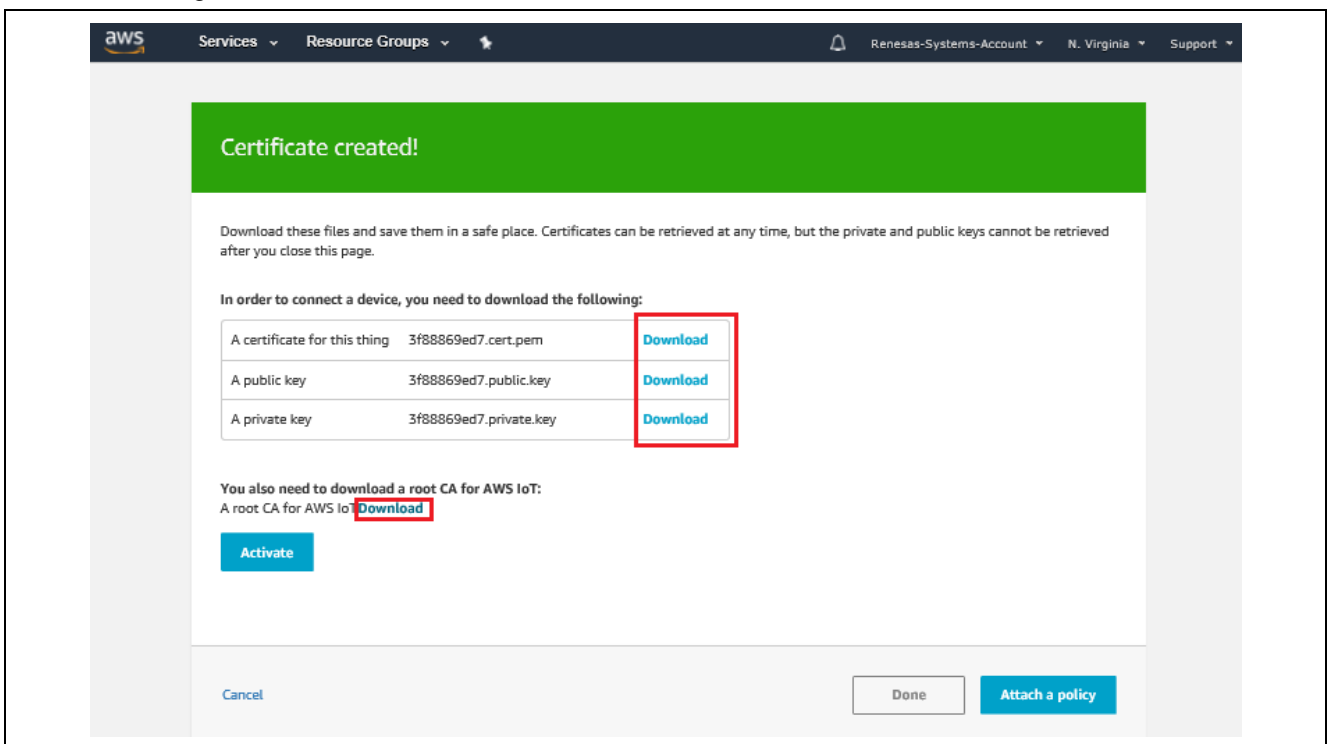 aws Services Resource Groups Renesas-Systems-Account N. Virginia Support
Certificate created!
Download these files and save them in a safe place. Certificates can be retrieved at any time, but the private and public keys cannot be retrieved
after you close this page.
In order to connect a device, you need to download the following:
A certificate for this thing 3f88869ed7.cert.pem Download
A public key 3f88869ed7.public.key Download
A private key 3f88869ed7.private.key Download
You also need to download a root CA for AWS IoT:
A root CA for AWS IoT Download
Activate
Cancel Done Attach a policy